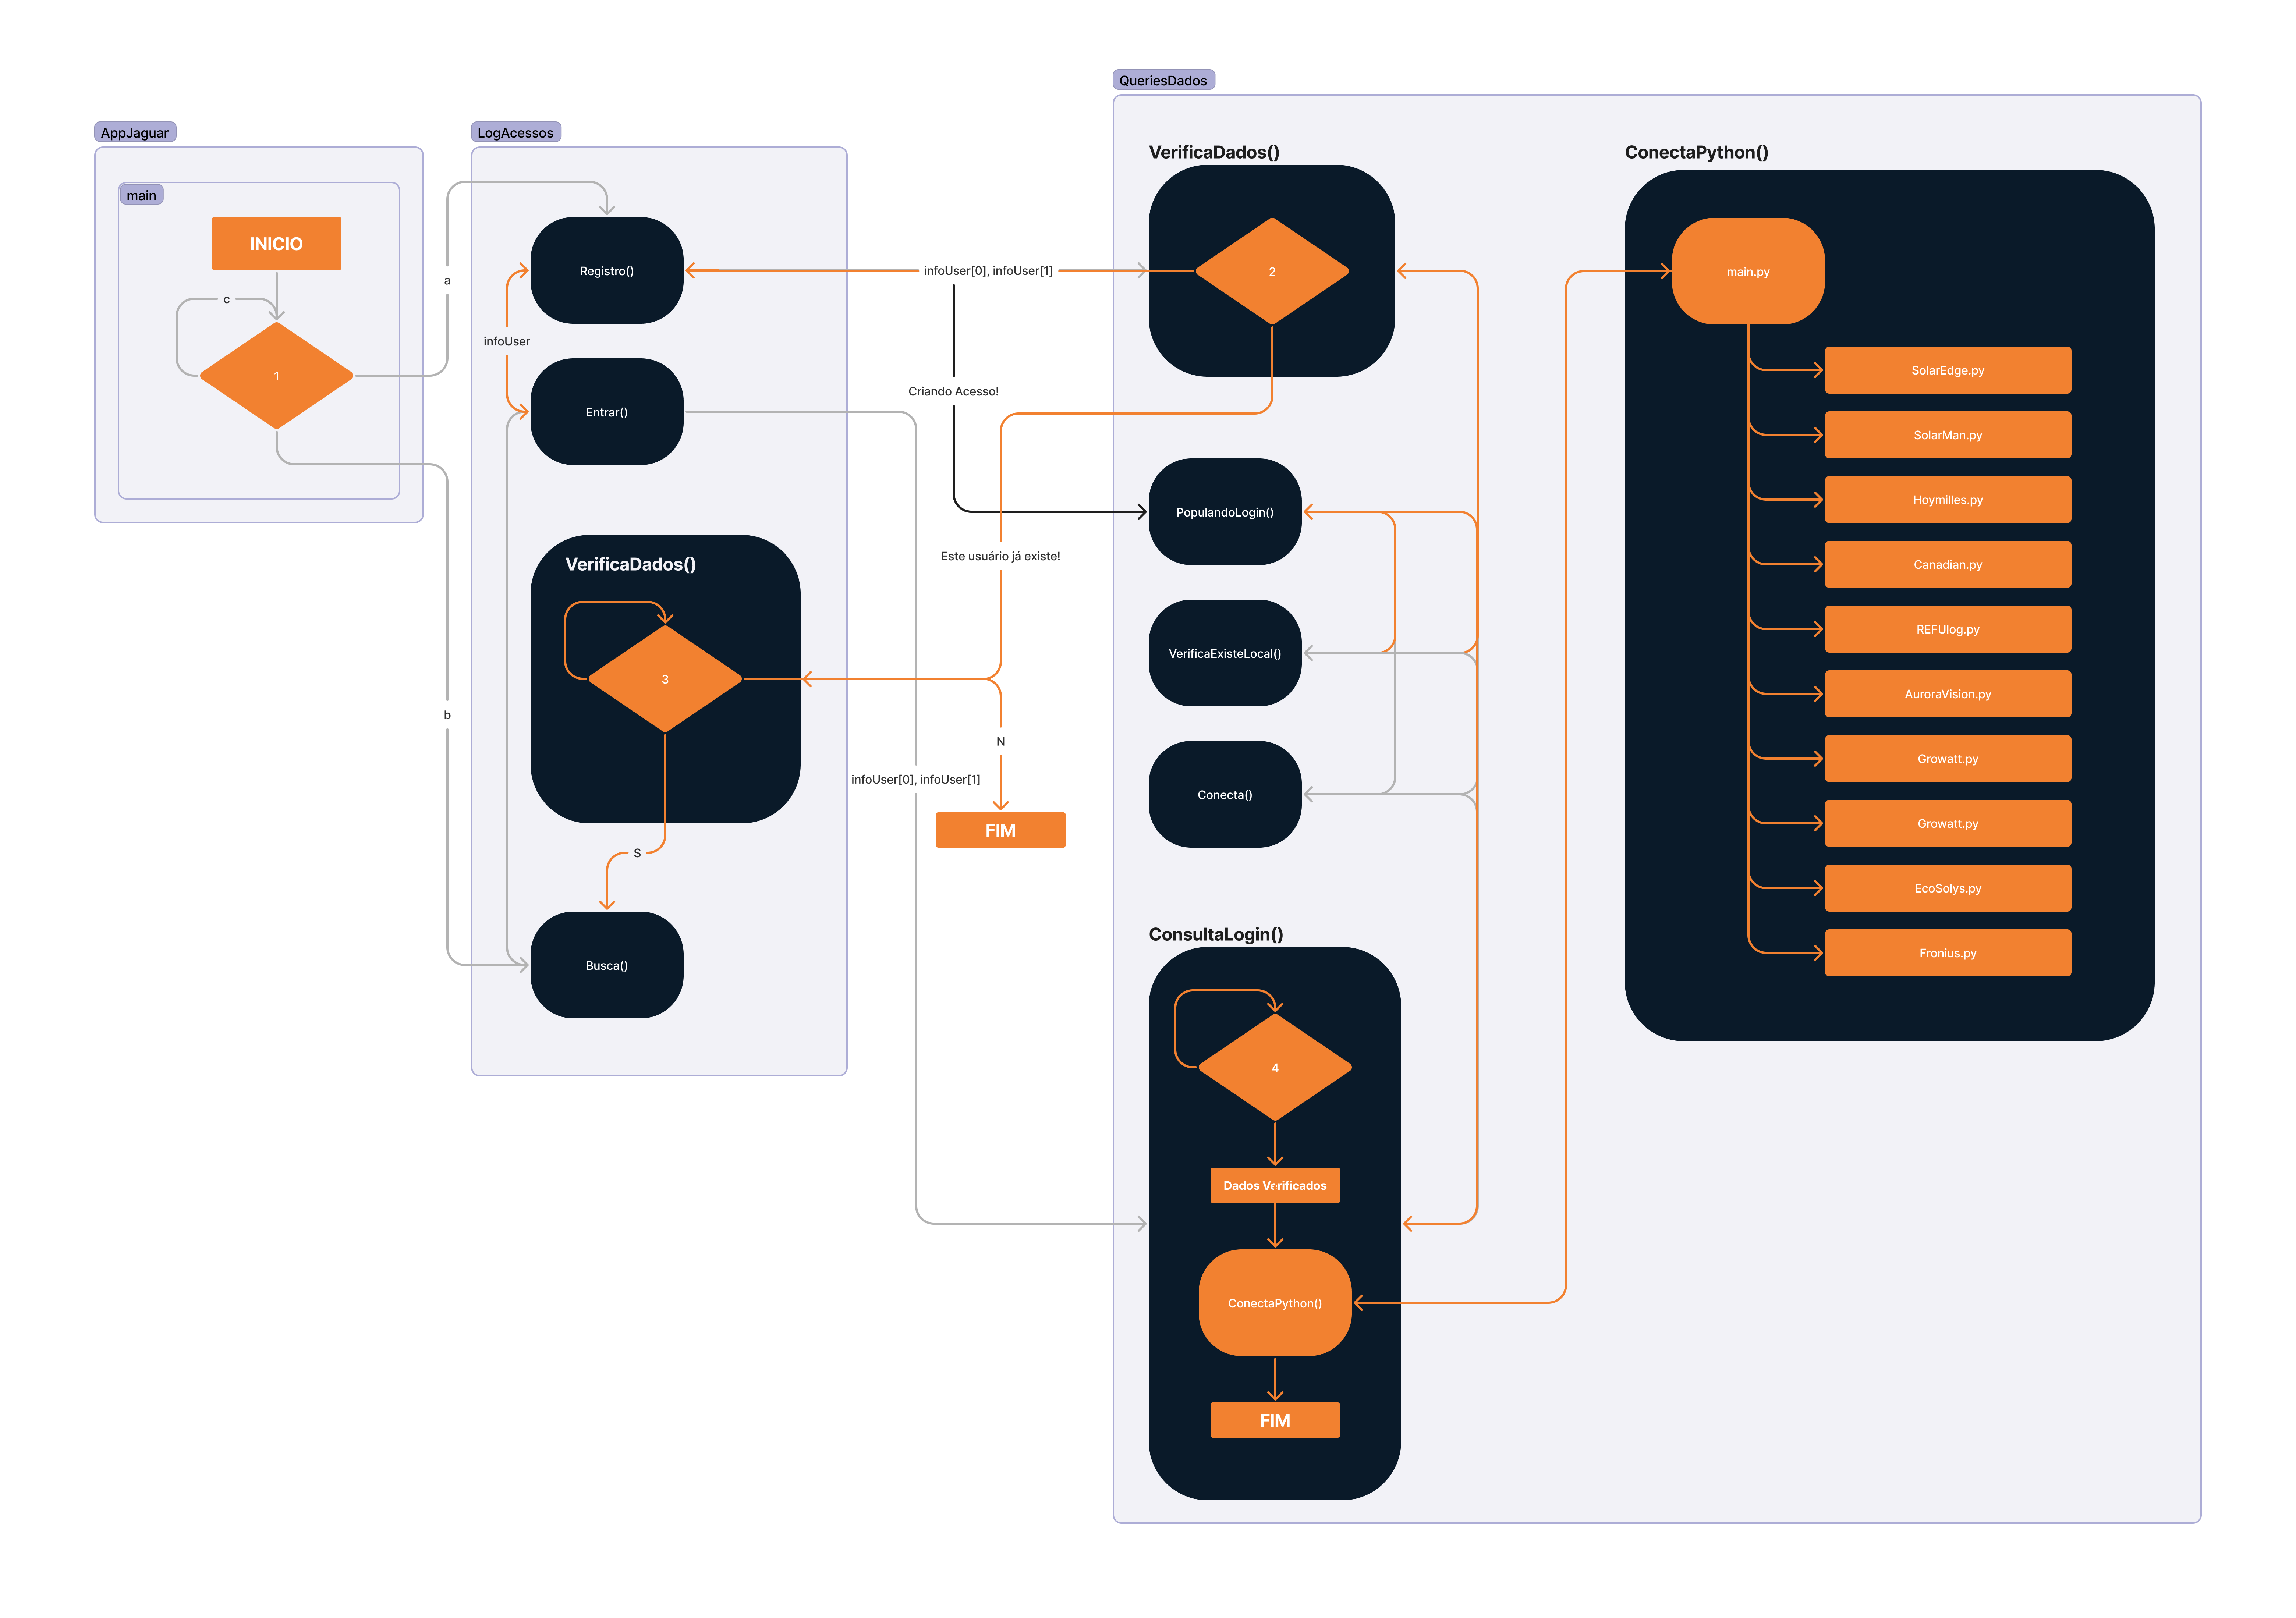 QueriesDados
AppJaguar
LogAcessos
VerificaDados()
ConectaPython()
main
INICIO
Registro()
infoUser[0], infoUser[1]
2
main.py
a
c
infoUser
1
SolarEdge.py
Criando Acesso!
Entrar()
SolarMan.py
Hoymilles.py
PopulandoLogin()
Este usuário já existe!
VerificaDados()
Canadian.py
REFUlog.py
VerificaExisteLocal()
3
AuroraVision.py
b
N
Growatt.py
infoUser[0], infoUser[1]
Conecta()
FIM
Growatt.py
S
EcoSolys.py
ConsultaLogin()
Fronius.py
Busca()
4
Dados Verificados
ConectaPython()
FIM